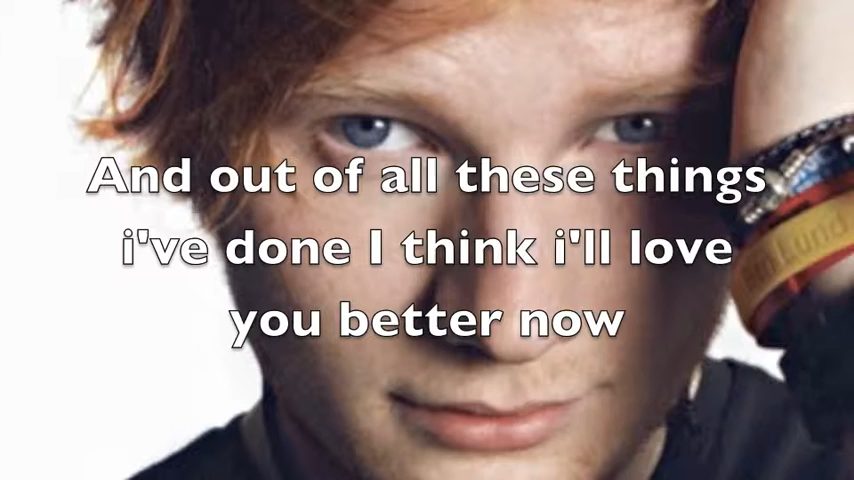 And out of all these things
i've done I think i'll love
you better now